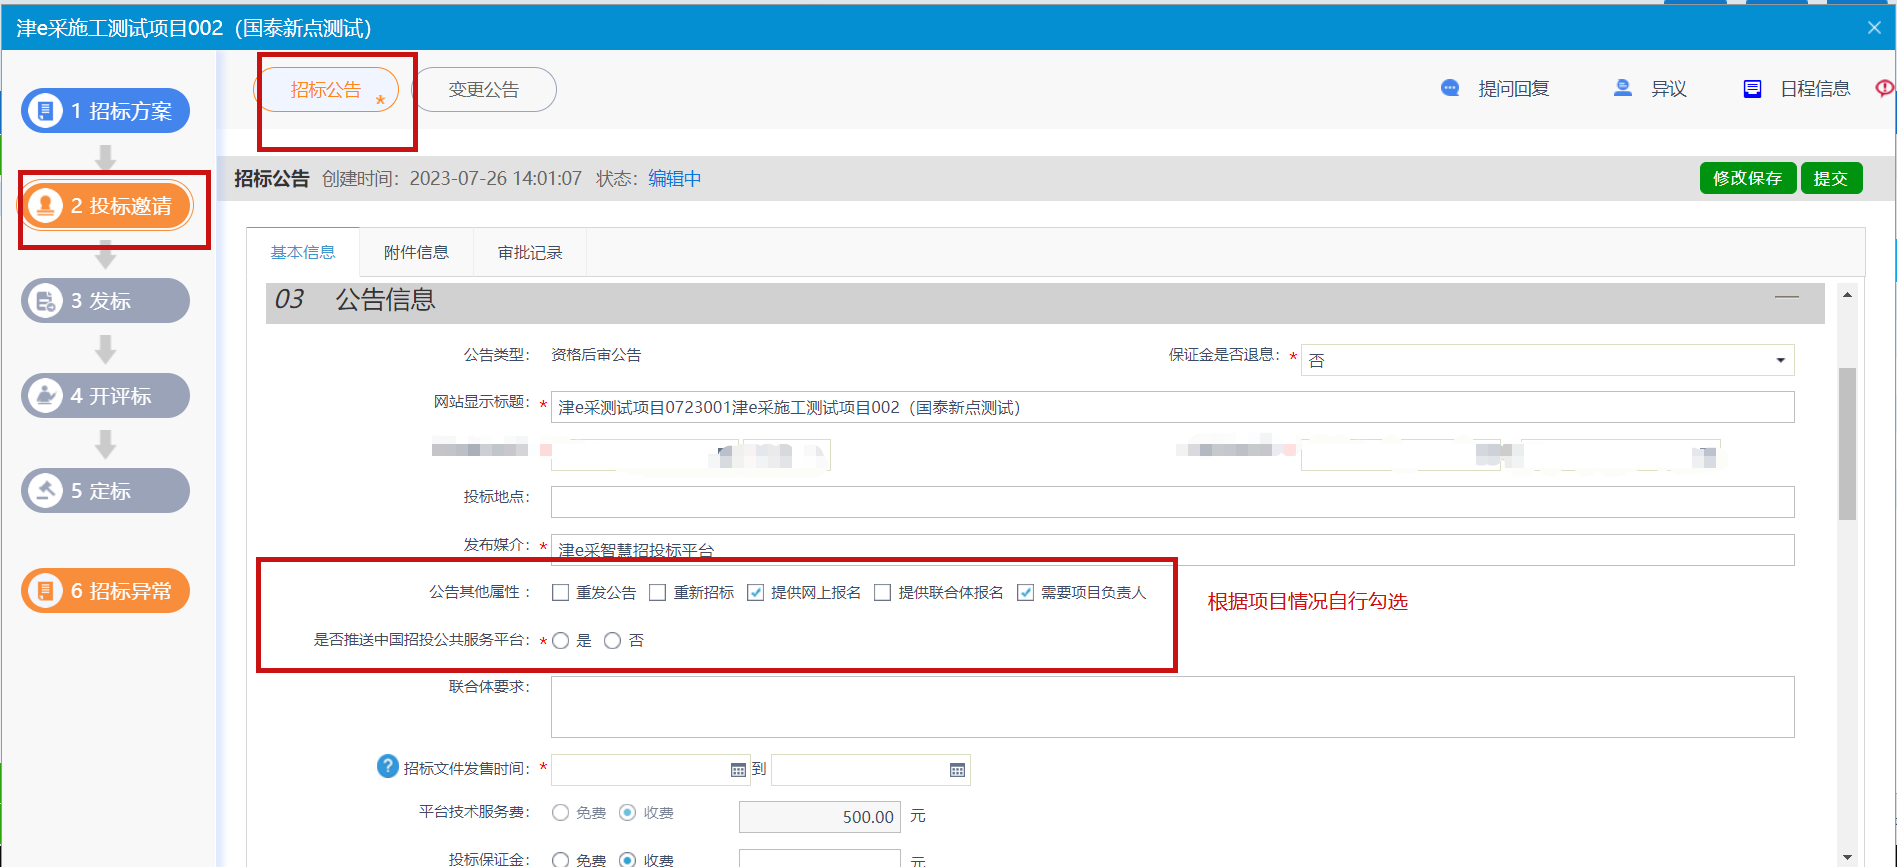 津e采施工测试项目002（国泰新点测试）
1 招标方案
2 投标邀请
3 发标
4 开评标
5 定标
6 招标异常
招标公告 *
变更公告
提问回复
异议
日程信息
招标公告 创建时间：2023-07-26 14:01:07 状态：编辑中
修改保存
提交
基本信息
附件信息
审批记录
03 公告信息
公告类型： 资格后审公告
保证金是否退息：* 否
网站显示标题：* 津e采测试项目0723001津e采施工测试项目002（国泰新点测试）
投标地点：
发布媒介：* 津e采智慧招投标平台
公告其他属性： 重发公告 重新招标 提供网上报名 提供联合体报名 需要项目负责人
根据项目情况自行勾选
是否推送中国招投公共服务平台：* 是 否
联合体要求：
? 招标文件发售时间：* 到
平台技术服务费： 免费 收费 500.00 元
投标保证金： 免费 收费 元